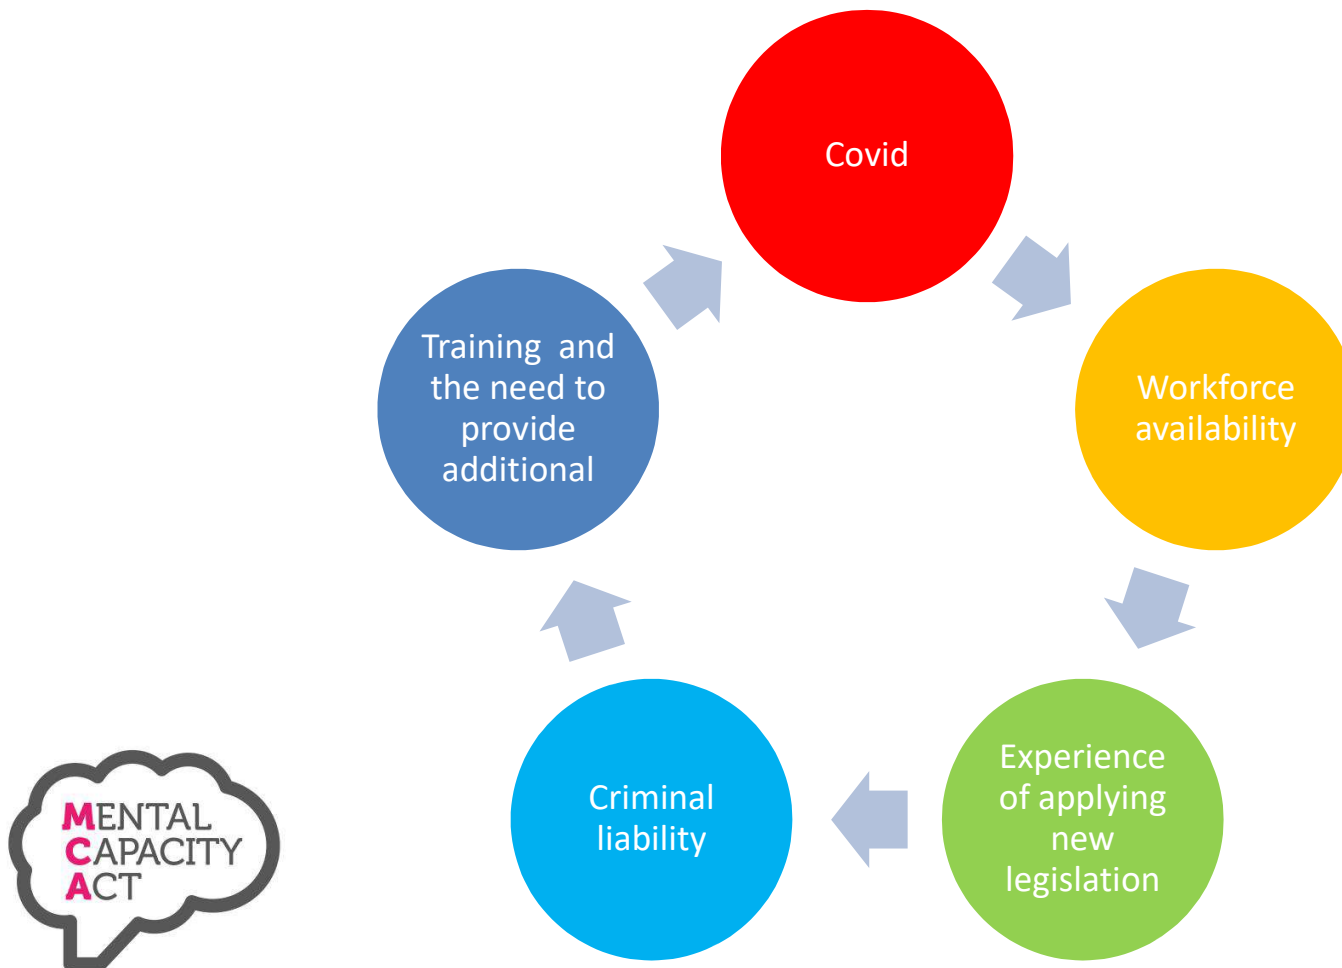 Covid
Workforce
availability
Experience
of applying
new
legislation
Criminal
liability
Training and
the need to
provide
additional
MENTAL
CAPACITY
ACT